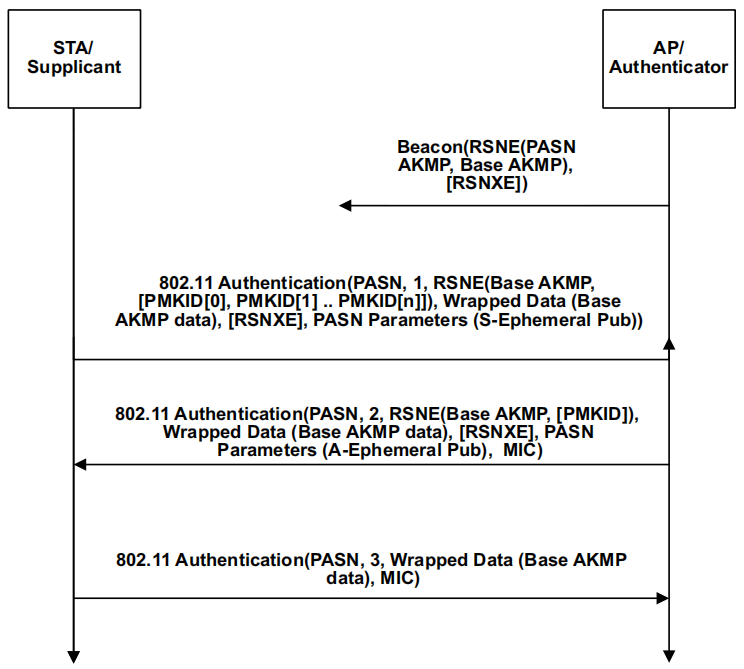 STA/
Supplicant
AP/
Authenticator
Beacon(RSNE(PASN
AKMP, Base AKMP),
[RSNXE])
802.11 Authentication(PASN, 1, RSNE(Base AKMP,
[PMKID[0], PMKID[1] .. PMKID[n]]), Wrapped Data (Base
AKMP data), [RSNXE], PASN Parameters (S-Ephemeral Pub))
802.11 Authentication(PASN, 2, RSNE(Base AKMP, [PMKID]),
Wrapped Data (Base AKMP data), [RSNXE], PASN
Parameters (A-Ephemeral Pub), MIC)
802.11 Authentication(PASN, 3, Wrapped Data (Base AKMP
data), MIC)